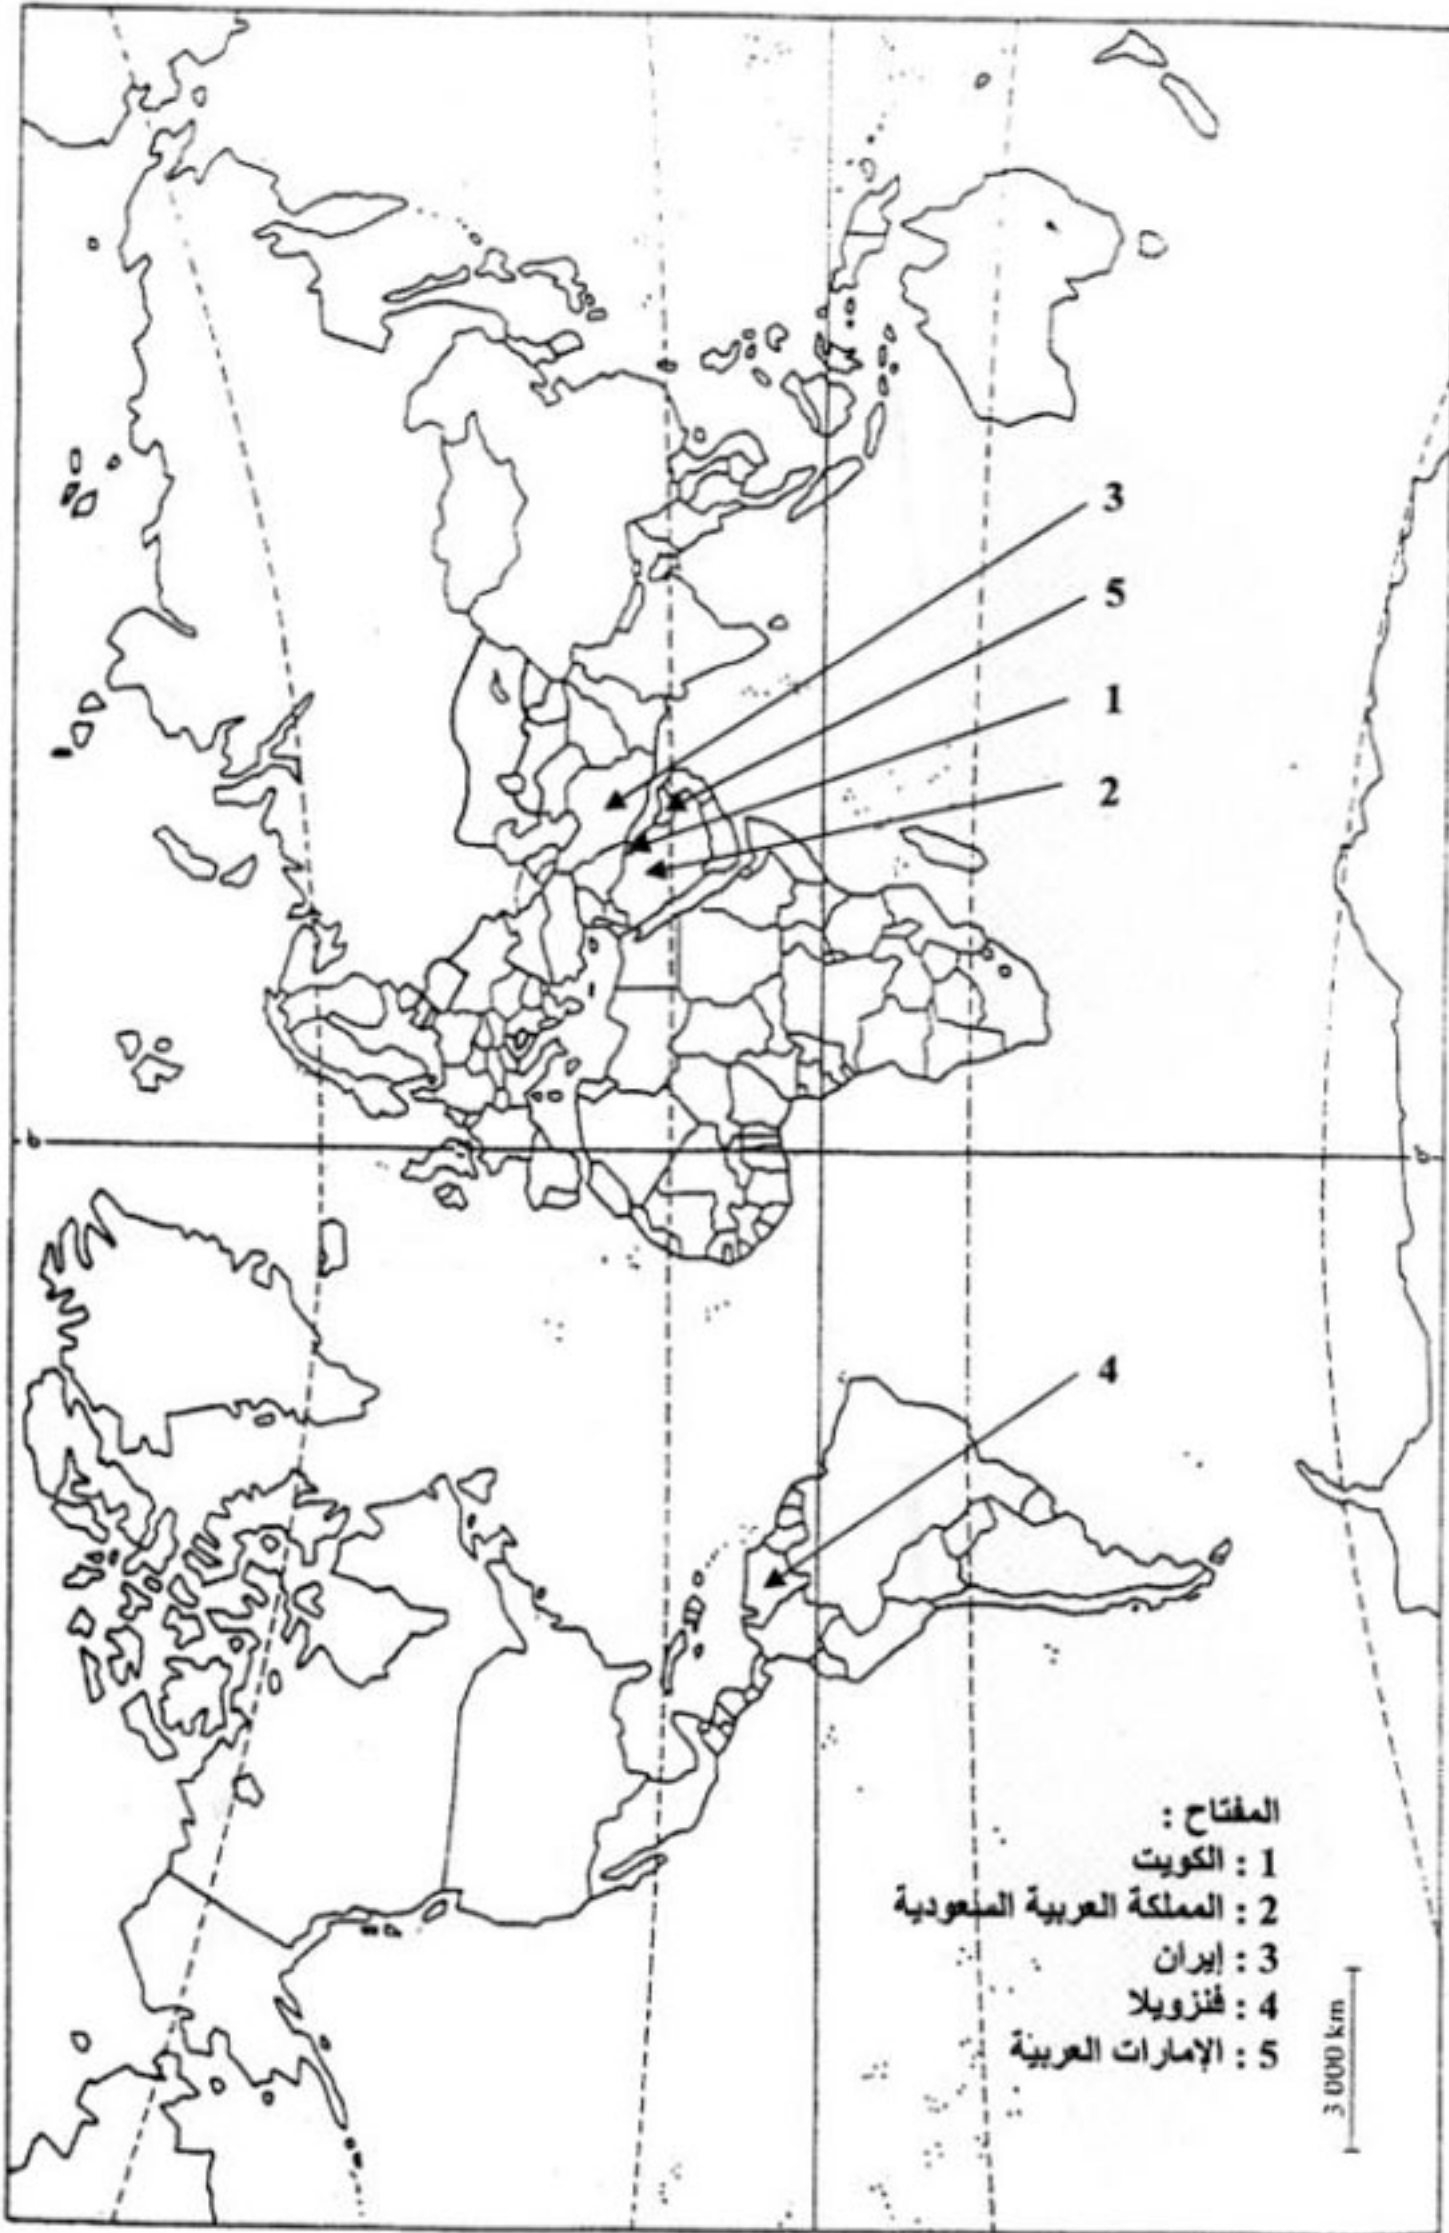 3
5
1
2
4
المفتاح :
1 : الكويت
2 : المملكة العربية السعودية
3 : إيران
4 : فنزويلا
5 : الإمارات العربية
3 000 km